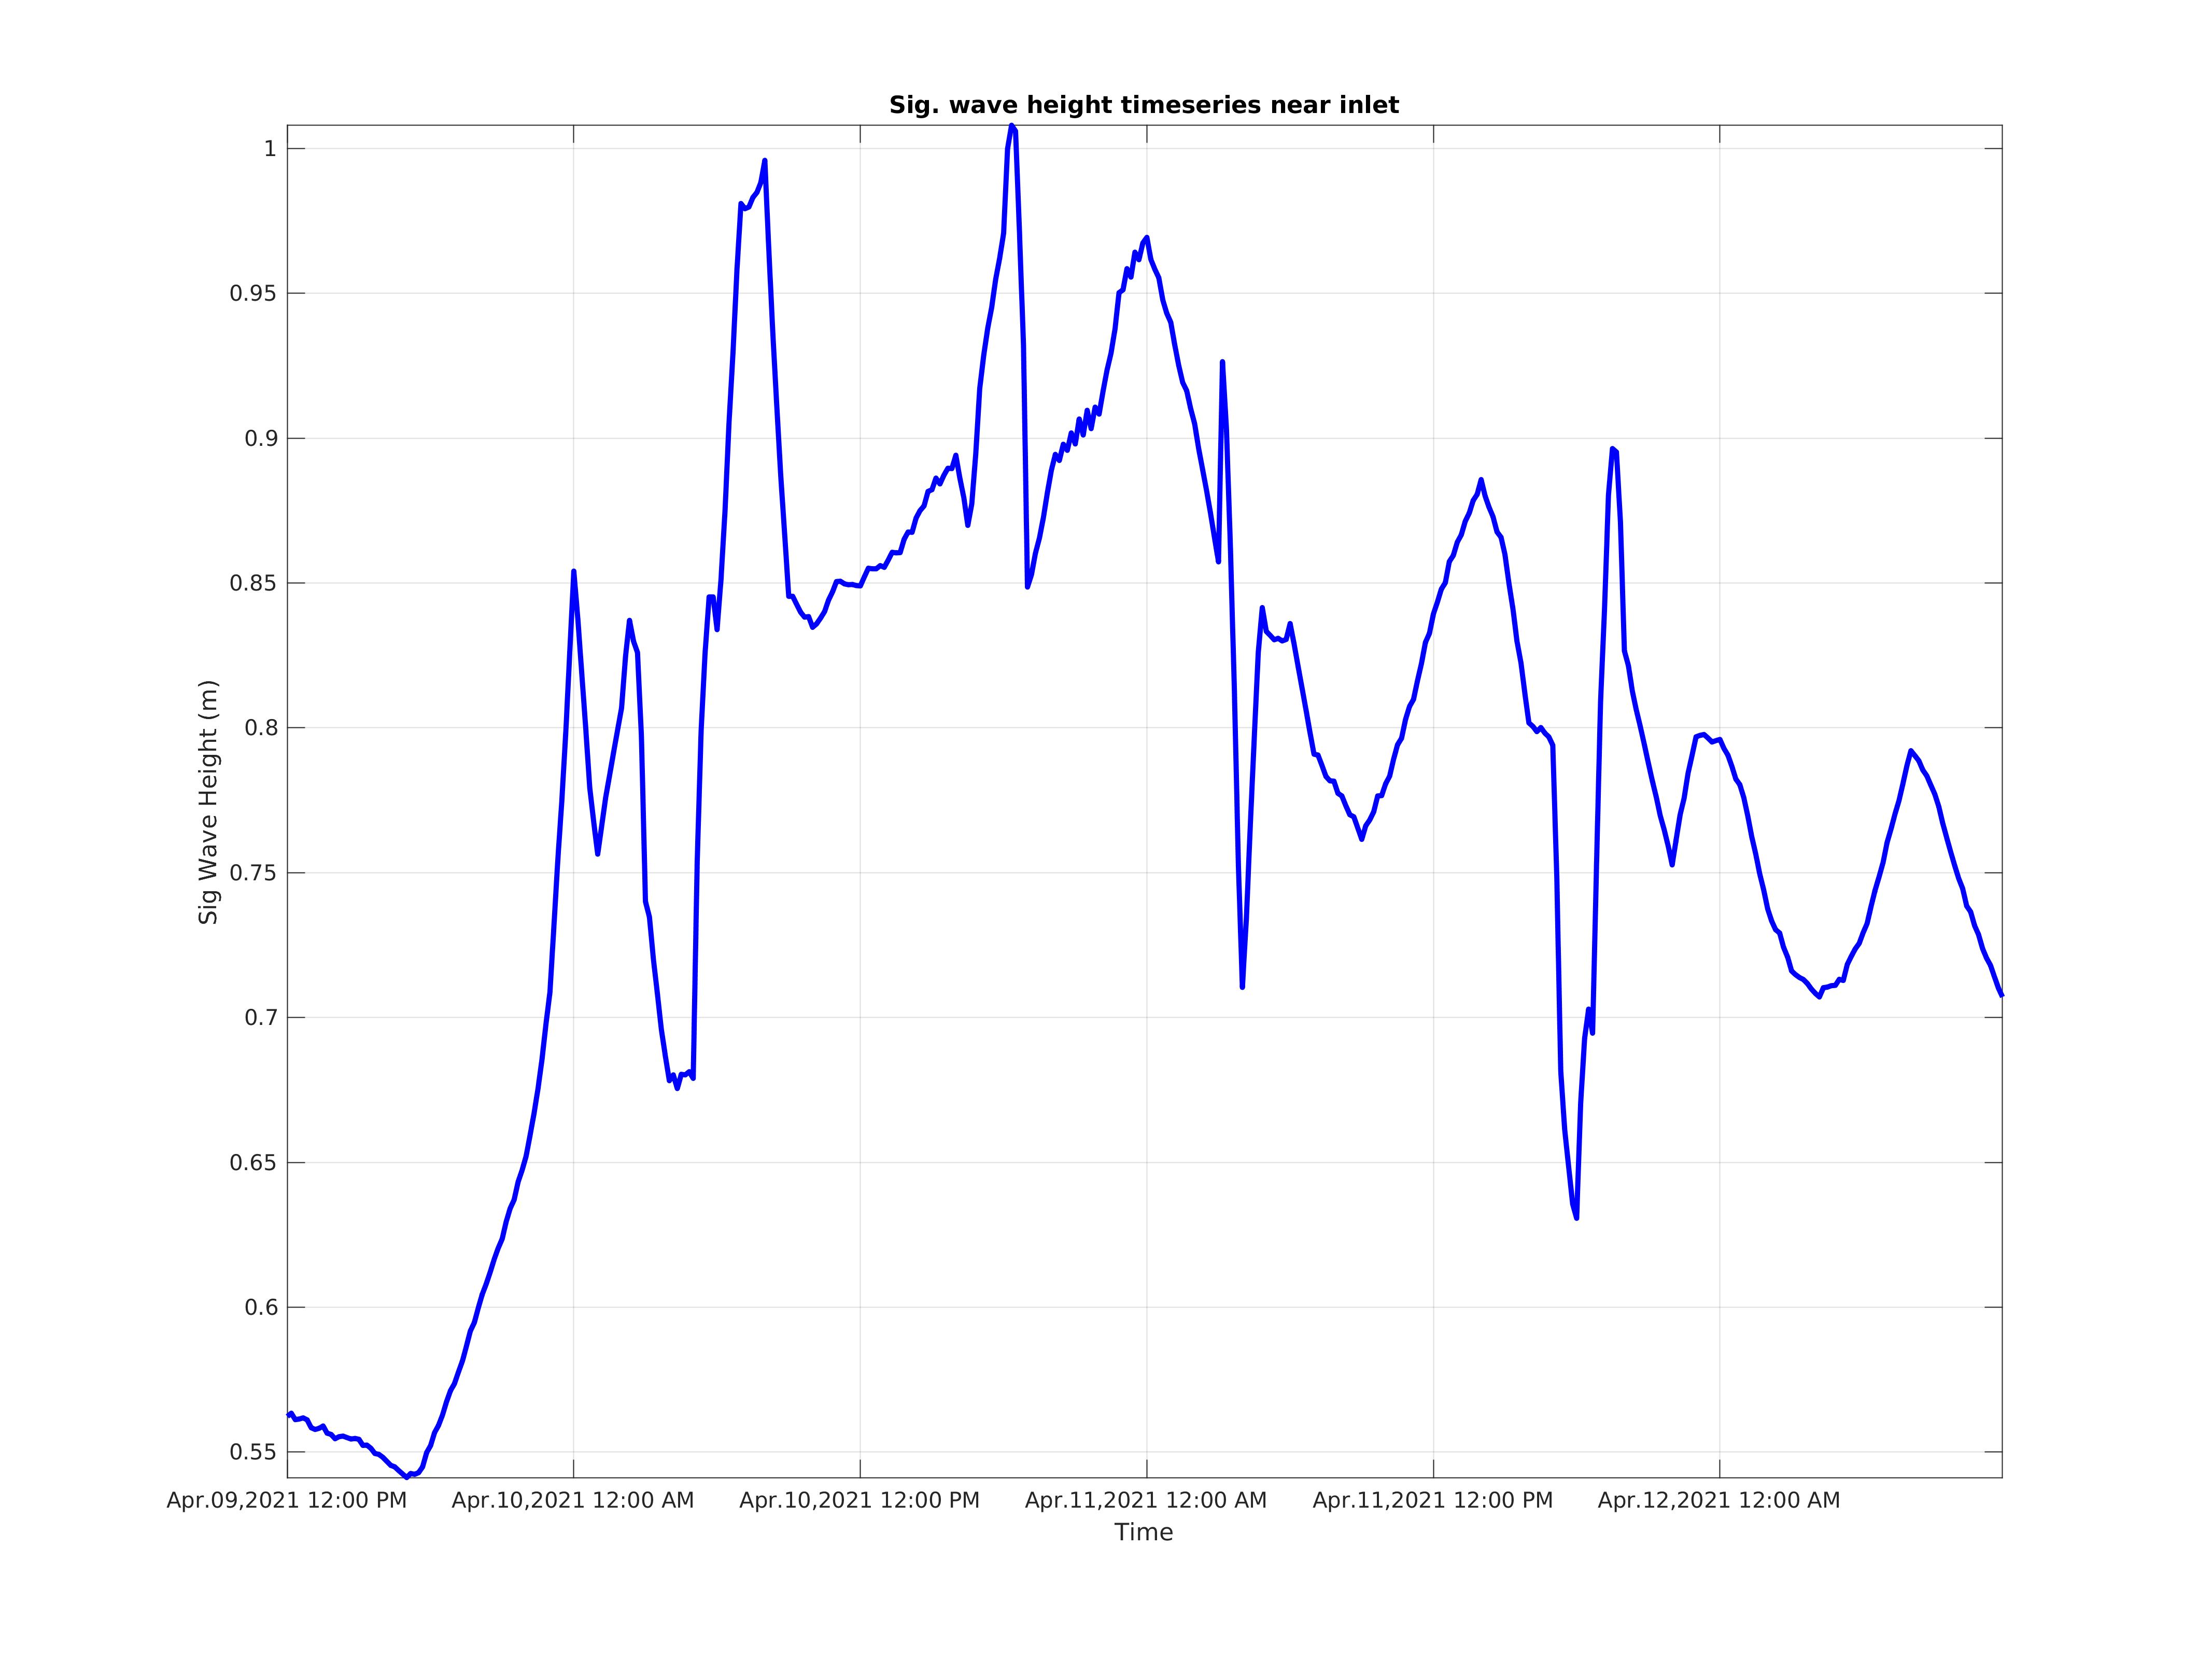 Sig. wave height timeseries near inlet
1
0.95
0.9
0.85
0.8
0.75
0.7
0.65
0.6
0.55
Sig Wave Height (m)
Apr.09,2021 12:00 PM Apr.10,2021 12:00 AM Apr.10,2021 12:00 PM Apr.11,2021 12:00 AM Apr.11,2021 12:00 PM Apr.12,2021 12:00 AM
Time